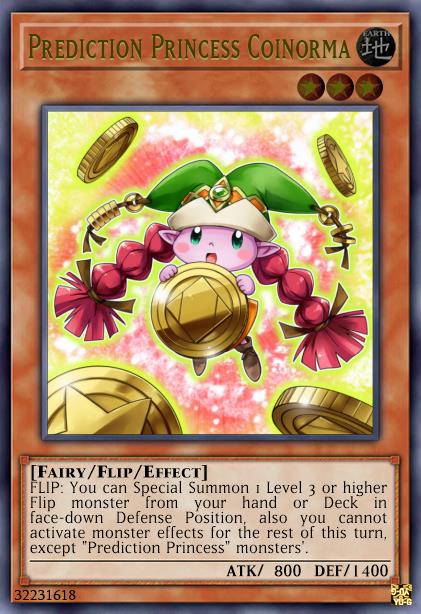 PREDICTION PRINCESS COINORMA
EARTH
地
[FAIRY/FLIP/EFFECT]
FLIP: You can Special Summon 1 Level 3 or higher
Flip monster from your hand or Deck in
face-down Defense Position, also you cannot
activate monster effects for the rest of this turn,
except "Prediction Princess" monsters'.
ATK/ 800 DEF/1400
32231618